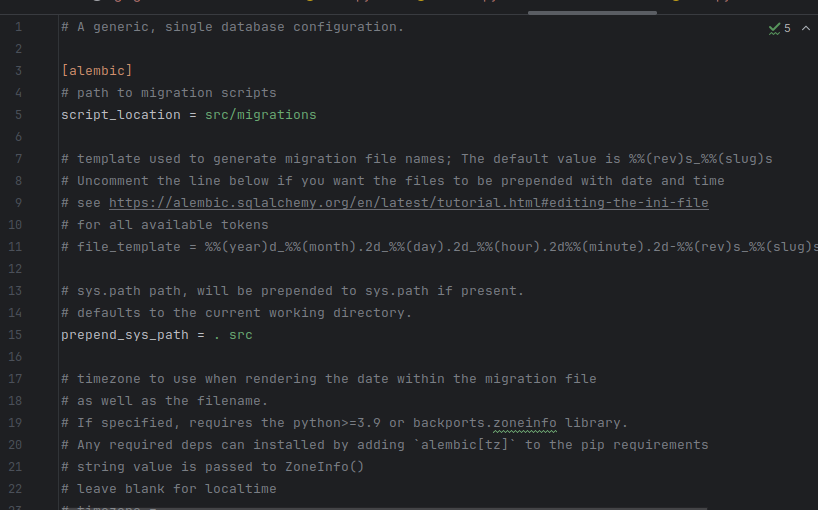 1 # A generic, single database configuration.
5
2
3 [alembic]
4 # path to migration scripts
5 script_location = src/migrations
6
7 # template used to generate migration file names; The default value is %%(rev)s_%%(slug)s
8 # Uncomment the line below if you want the files to be prepended with date and time
9 # see https://alembic.sqlalchemy.org/en/latest/tutorial.html#editing-the-ini-file
10 # for all available tokens
11 # file_template = %%(year)d_%%(month).2d_%%(day).2d_%%(hour).2d%%(minute).2d-%%(rev)s_%%(slug)s
12
13 # sys.path path, will be prepended to sys.path if present.
14 # defaults to the current working directory.
15 prepend_sys_path = . src
16
17 # timezone to use when rendering the date within the migration file
18 # as well as the filename.
19 # If specified, requires the python>=3.9 or backports.zoneinfo library.
20 # Any required deps can installed by adding `alembic[tz]` to the pip requirements
21 # string value is passed to ZoneInfo()
22 # leave blank for localtime
23 # timezone =